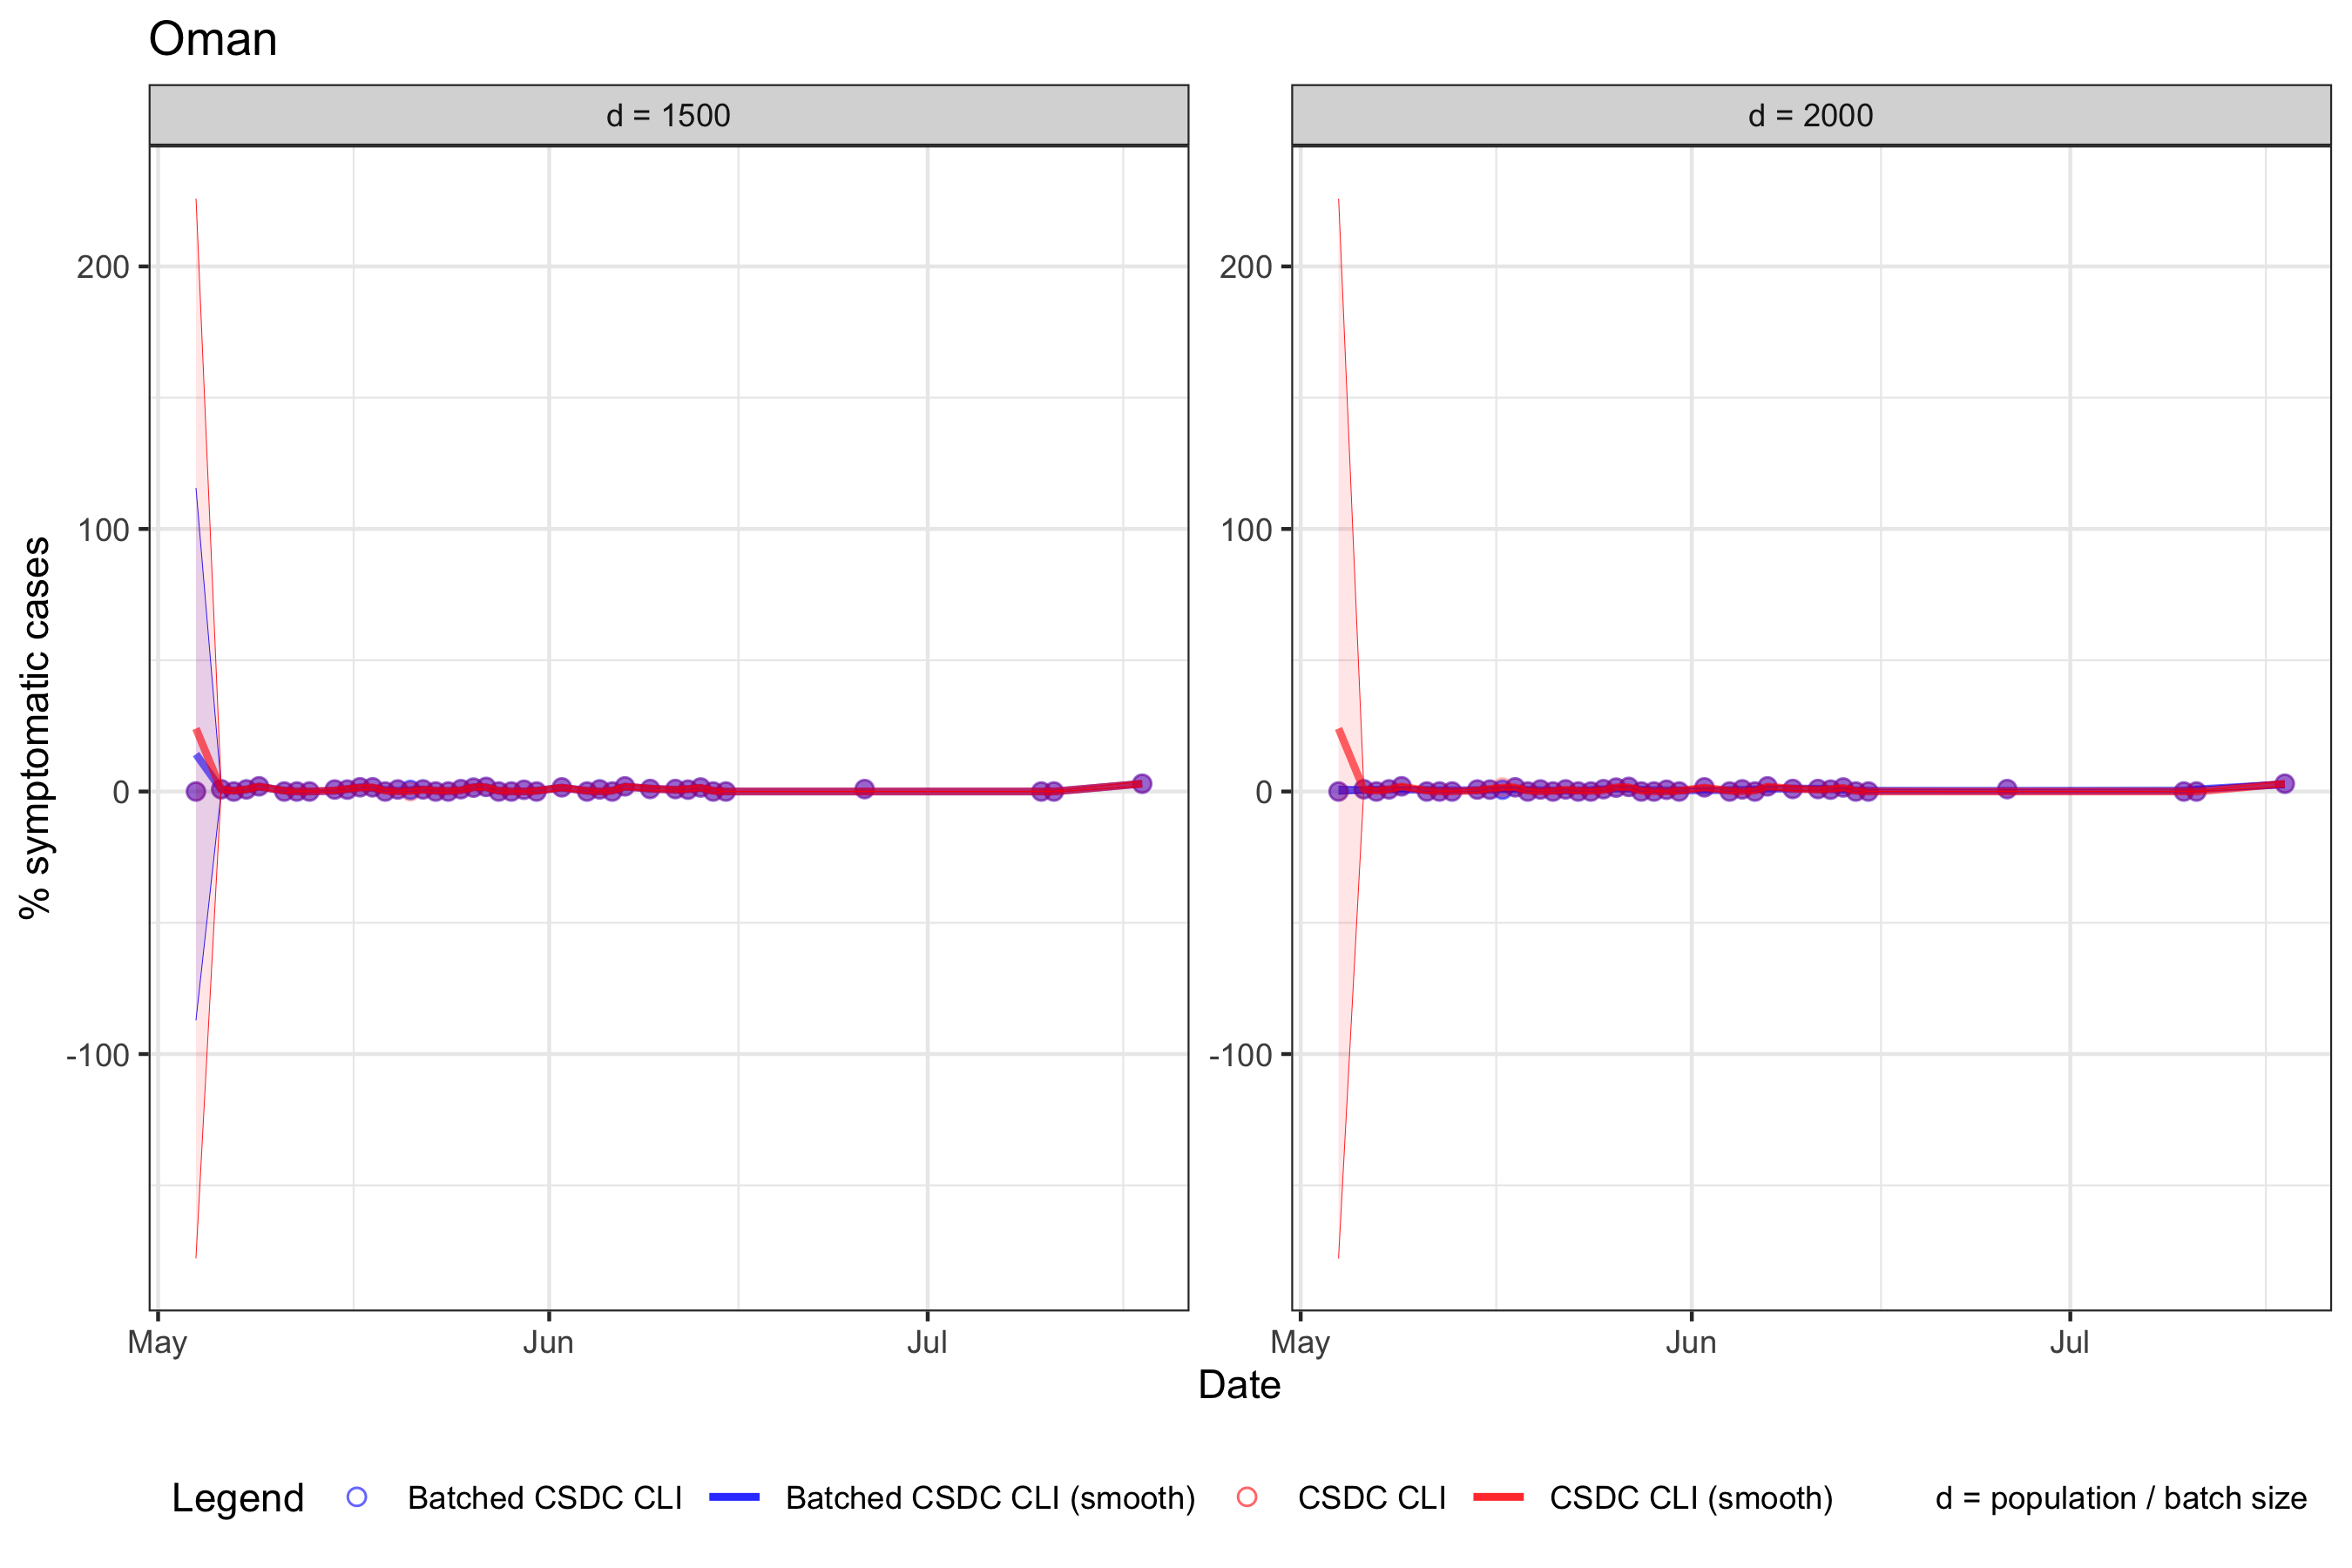 Oman
d = 1500
d = 2000
% symptomatic cases
200
100
0
-100
200
100
0
-100
May
Jun
Jul
May
Jun
Jul
Date
Legend
Batched CSDC CLI
Batched CSDC CLI (smooth)
CSDC CLI
CSDC CLI (smooth)
d = population / batch size